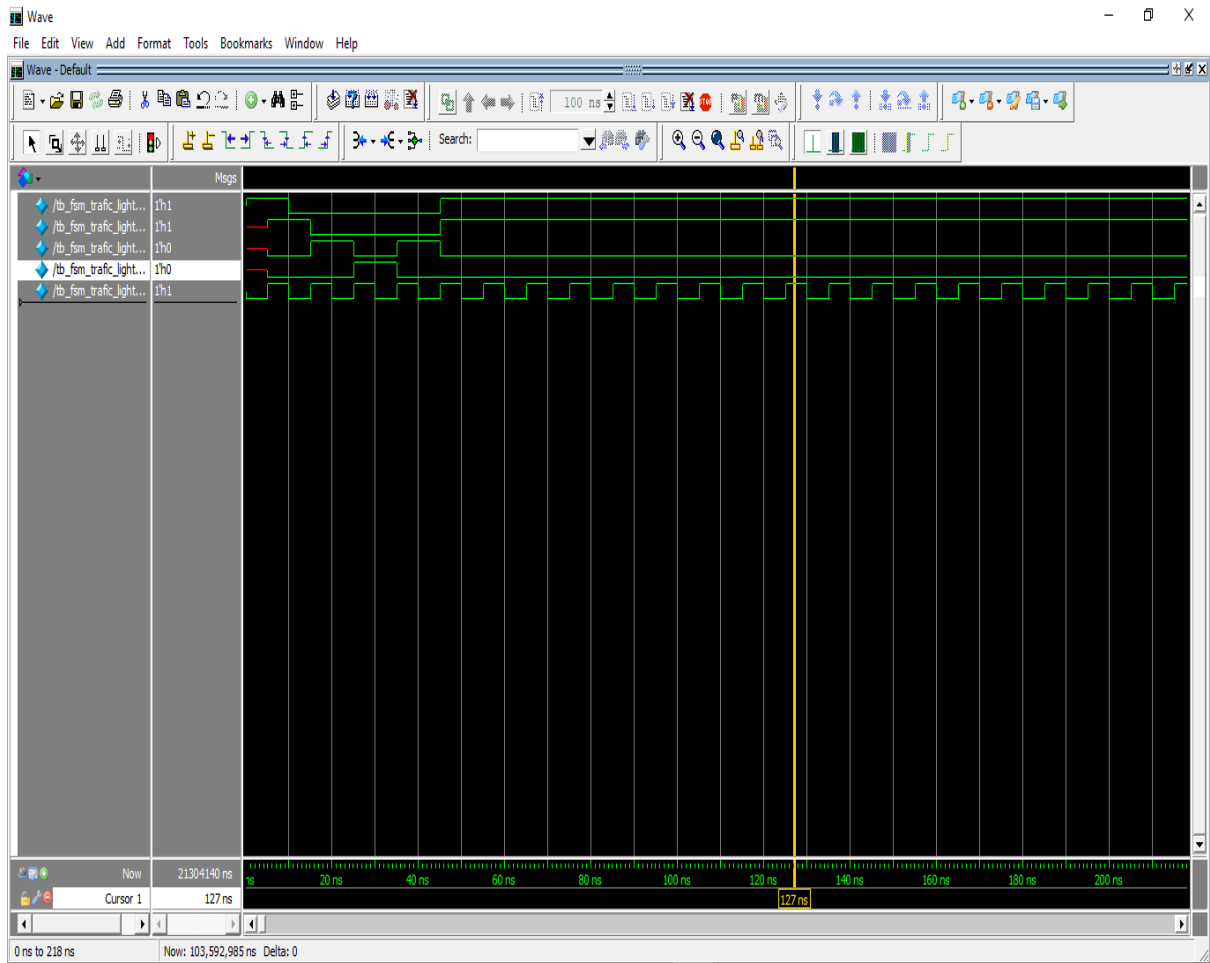 Wave
File Edit View Add Format Tools Bookmarks Window Help
Wave - Default
100 ns
Search:
Msgs
/tb_fsm_trafic_light... 1'h1
/tb_fsm_trafic_light... 1'h1
/tb_fsm_trafic_light... 1'h0
/tb_fsm_trafic_light... 1'h0
/tb_fsm_trafic_light... 1'h1
Now 21304140 ns
ns 20 ns 40 ns 60 ns 80 ns 100 ns 120 ns 140 ns 160 ns 180 ns 200 ns
Cursor 1 127 ns
127 ns
0 ns to 218 ns Now: 103,592,985 ns Delta: 0